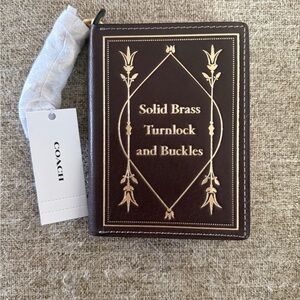 Solid Brass
Turnlock
and Buckles
COACH